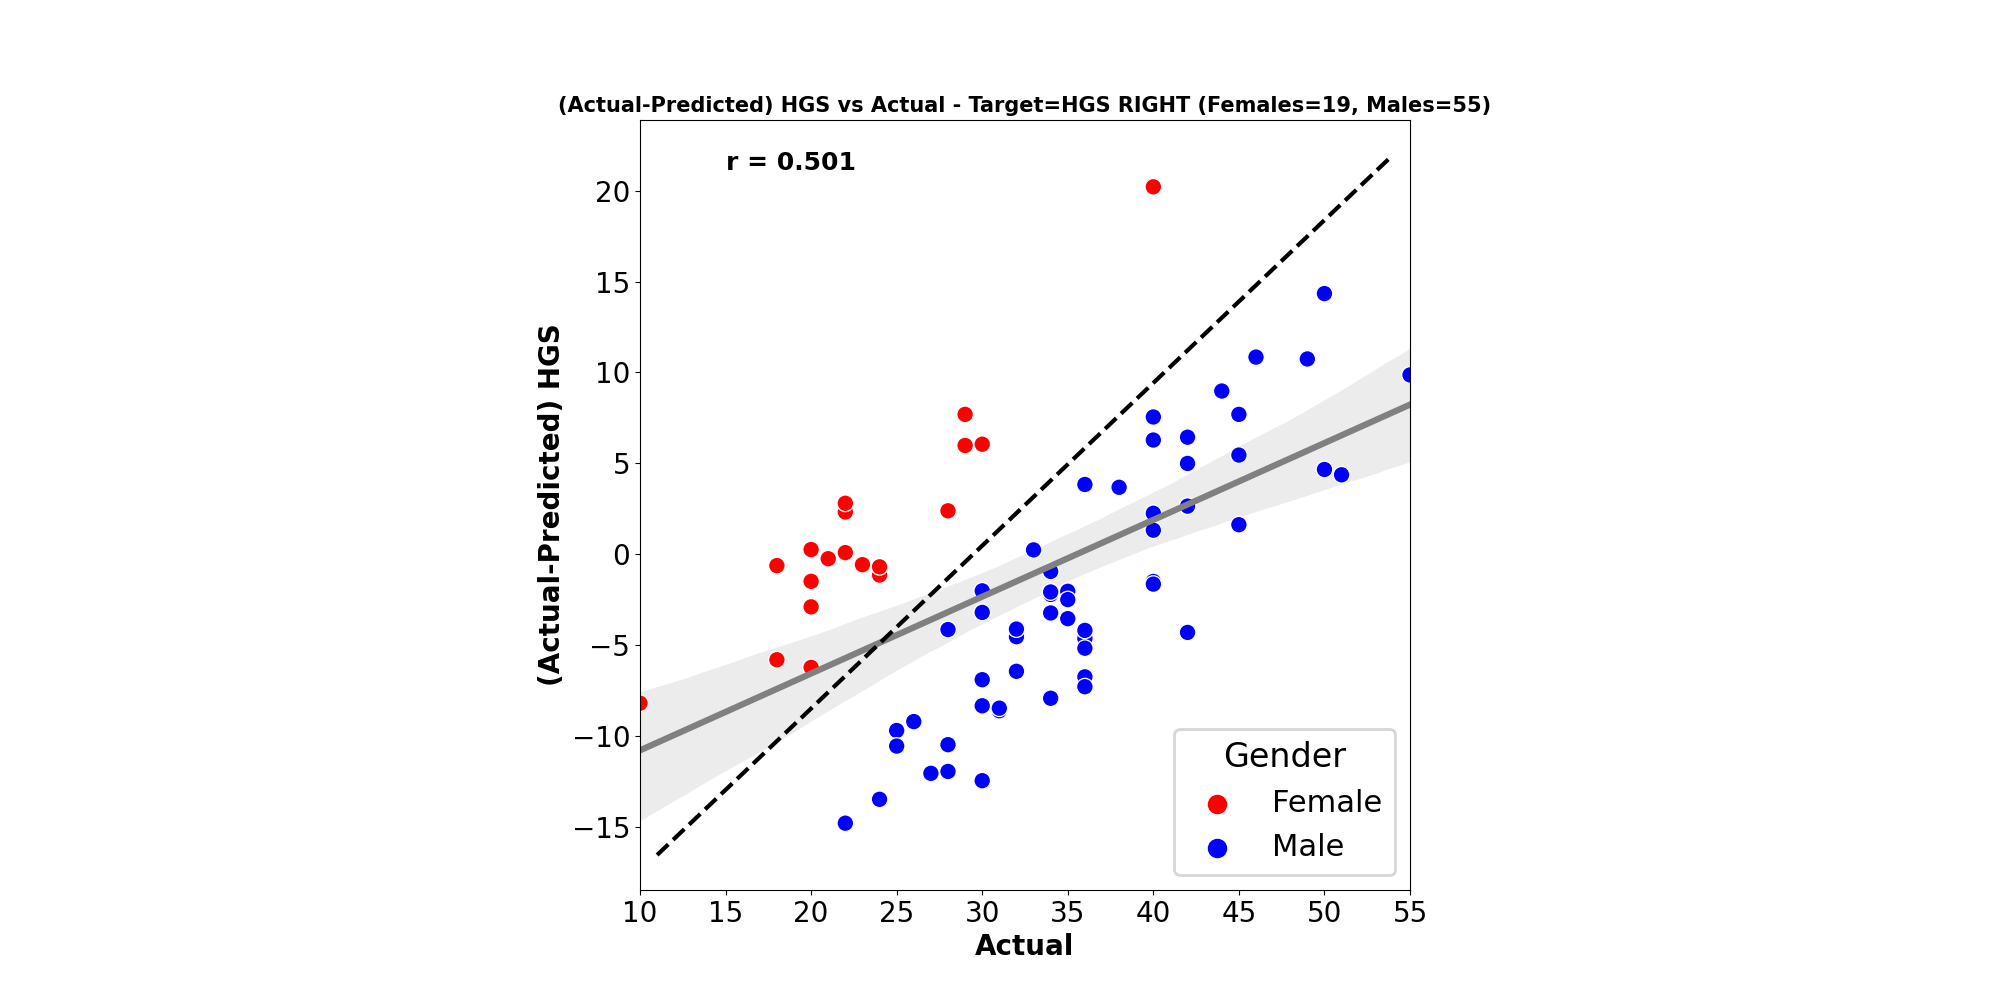 (Actual-Predicted) HGS vs Actual - Target=HGS RIGHT (Females=19, Males=55)
r = 0.501
(Actual-Predicted) HGS
20
15
10
5
0
−5
−10
−15
Gender
Female
Male
10 15 20 25 30 35 40 45 50 55
Actual